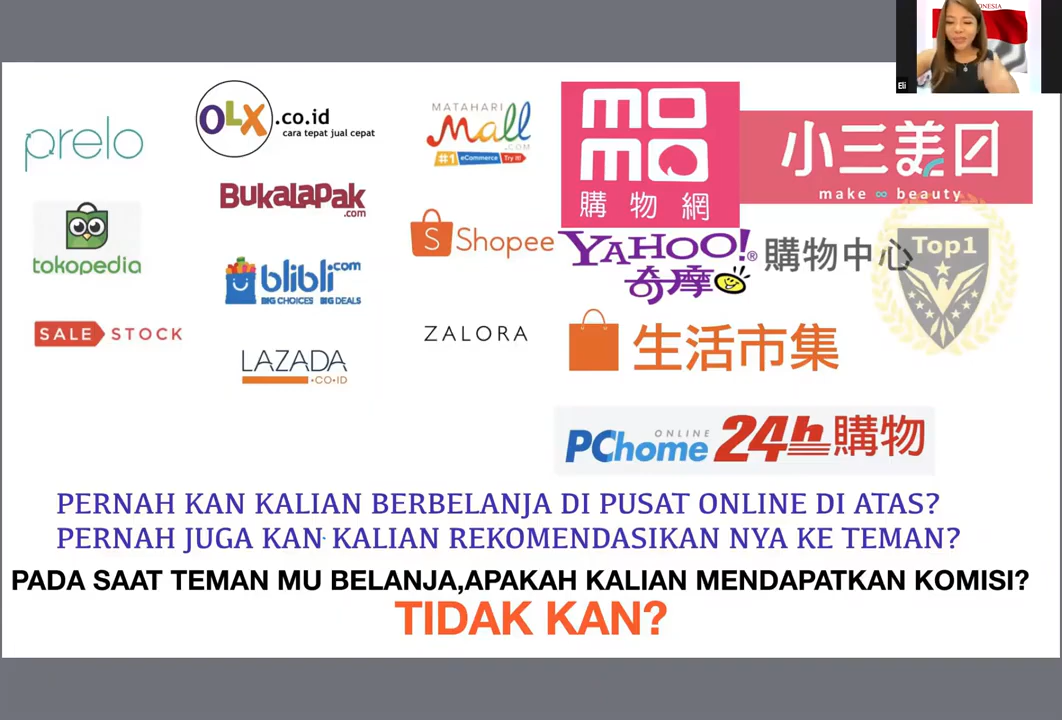 NESIA
Eli
prelo
OLX.co.id
cara tepat jual cepat
MATAHARI
Mall
.COM
#1 eCommerce Try it!
momo
購物網
小三美日
make ∞ beauty
Bukalapak
.com
tokopedia
S Shopee
YAHOO!®
奇摩
購物中心
Top1
blibli.com
BIG CHOICES BIG DEALS
SALE STOCK
ZALORA
生活市集
LAZADA
.CO.ID
PChome
ONLINE
24h購物
PERNAH KAN KALIAN BERBELANJA DI PUSAT ONLINE DI ATAS?
PERNAH JUGA KAN KALIAN REKOMENDASIKAN NYA KE TEMAN?
PADA SAAT TEMAN MU BELANJA,APAKAH KALIAN MENDAPATKAN KOMISI?
TIDAK KAN?